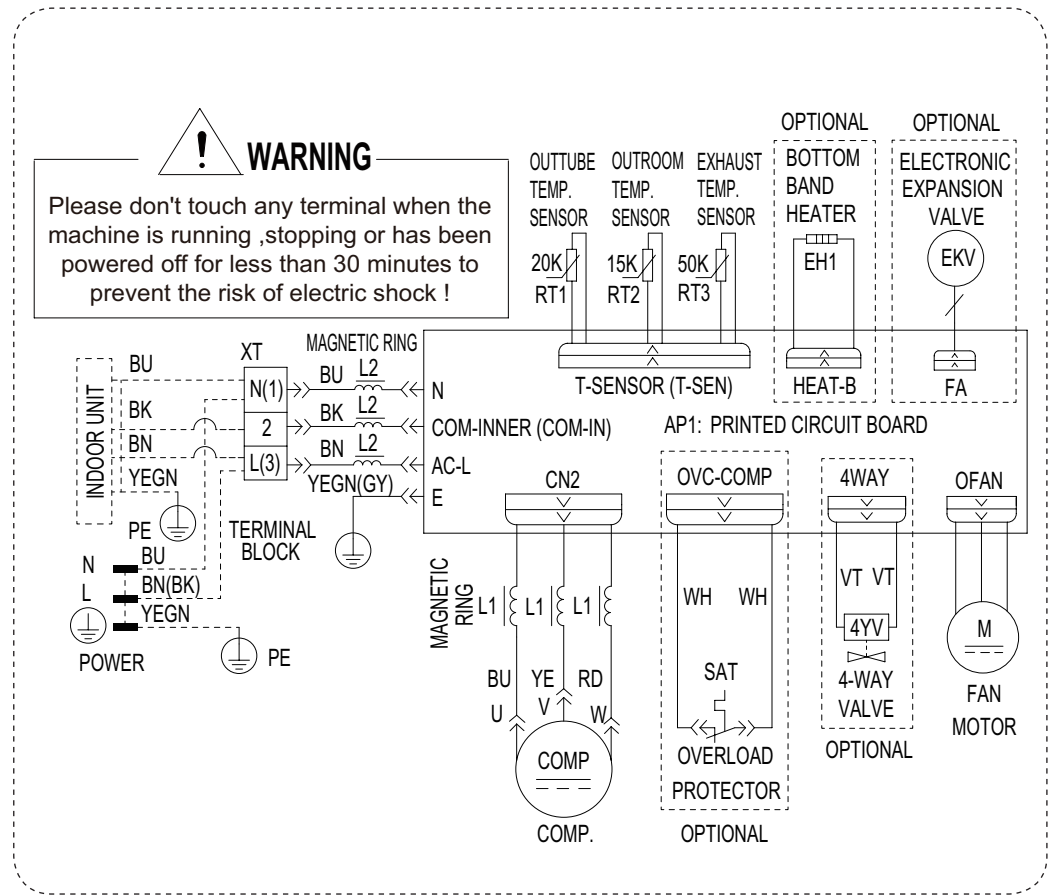 !
WARNING
Please don't touch any terminal when the
machine is running ,stopping or has been
powered off for less than 30 minutes to
prevent the risk of electric shock !
OUTTUBE
TEMP.
SENSOR
20K
RT1
OUTROOM
TEMP.
SENSOR
15K
RT2
EXHAUST
TEMP.
SENSOR
50K
RT3
T-SENSOR (T-SEN)
OPTIONAL
BOTTOM
BAND
HEATER
EH1
HEAT-B
OPTIONAL
ELECTRONIC
EXPANSION
VALVE
EKV
FA
INDOOR UNIT
BU
BK
BN
YEGN
PE
XT
N(1)
2
L(3)
TERMINAL
BLOCK
MAGNETIC RING
BU
L2
N
BK
L2
COM-INNER (COM-IN)
BN
L2
AC-L
YEGN(GY)
E
AP1: PRINTED CIRCUIT BOARD
N
BU
L
BN(BK)
YEGN
POWER
PE
CN2
MAGNETIC
RING
L1
L1
L1
BU
YE
RD
U
V
W
COMP
COMP.
OVC-COMP
WH
WH
SAT
OVERLOAD
PROTECTOR
OPTIONAL
4WAY
VT
VT
4YV
4-WAY
VALVE
OPTIONAL
OFAN
M
FAN
MOTOR